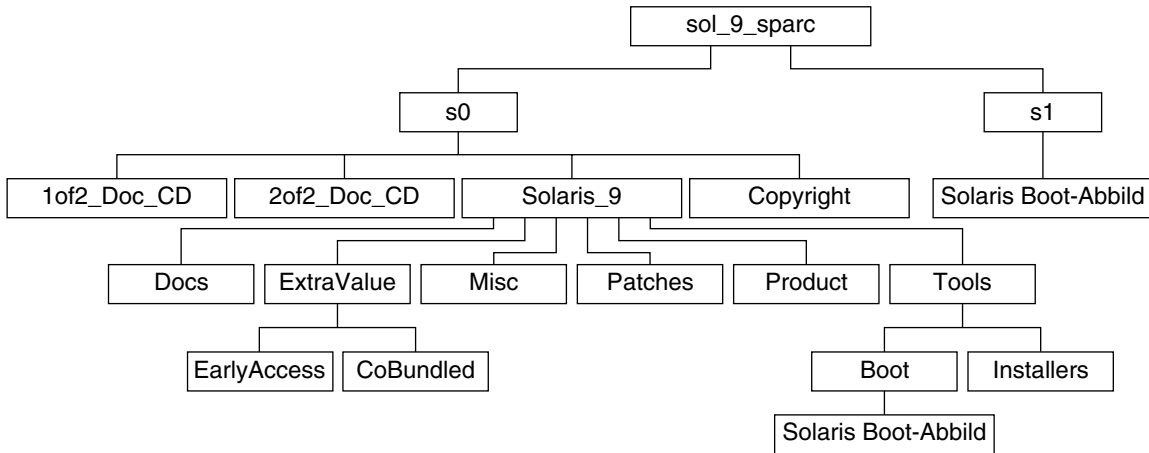 sol_9_sparc
s0
s1
1of2_Doc_CD
2of2_Doc_CD
Solaris_9
Copyright
Solaris Boot-Abbild
Docs
ExtraValue
Misc
Patches
Product
Tools
EarlyAccess
CoBundled
Boot
Installers
Solaris Boot-Abbild